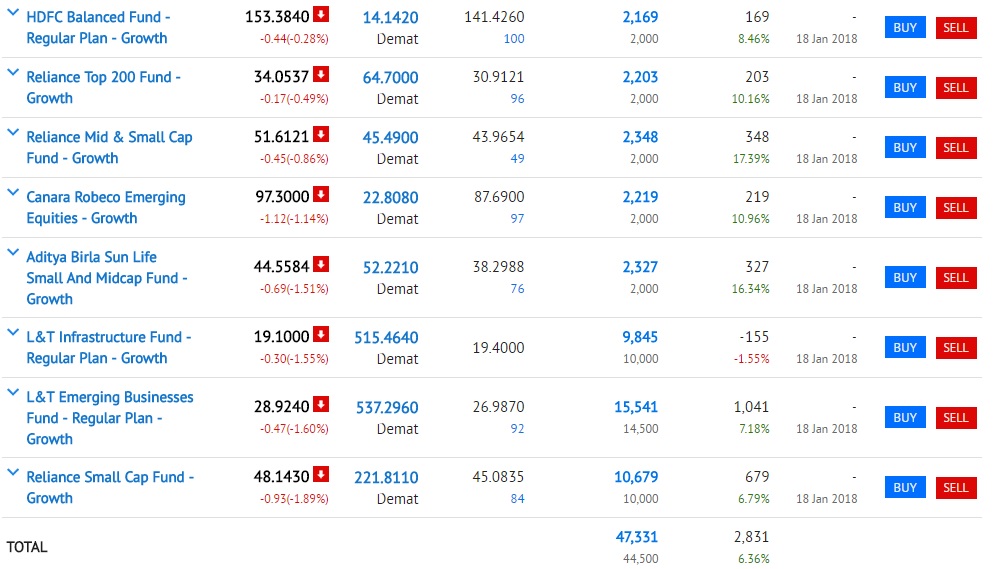 HDFC Balanced Fund - 153.3840 14.1420 141.4260 2,169 169 - BUY SELL
Regular Plan - Growth -0.44(-0.28%) Demat 100 2,000 8.46% 18 Jan 2018
Reliance Top 200 Fund - 34.0537 64.7000 30.9121 2,203 203 - BUY SELL
Growth -0.17(-0.49%) Demat 96 2,000 10.16% 18 Jan 2018
Reliance Mid & Small Cap 51.6121 45.4900 43.9654 2,348 348 - BUY SELL
Fund - Growth -0.45(-0.86%) Demat 49 2,000 17.39% 18 Jan 2018
Canara Robeco Emerging 97.3000 22.8080 87.6900 2,219 219 - BUY SELL
Equities - Growth -1.12(-1.14%) Demat 97 2,000 10.96% 18 Jan 2018
Aditya Birla Sun Life 44.5584 52.2210 38.2988 2,327 327 - BUY SELL
Small And Midcap Fund - -0.69(-1.51%) Demat 76 2,000 16.34% 18 Jan 2018
Growth
L&T Infrastructure Fund - 19.1000 515.4640 19.4000 9,845 -155 - BUY SELL
Regular Plan - Growth -0.30(-1.55%) Demat 10,000 -1.55% 18 Jan 2018
L&T Emerging Businesses 28.9240 537.2960 26.9870 15,541 1,041 - BUY SELL
Fund - Regular Plan - -0.47(-1.60%) Demat 92 14,500 7.18% 18 Jan 2018
Growth
Reliance Small Cap Fund - 48.1430 221.8110 45.0835 10,679 679 - BUY SELL
Growth -0.93(-1.89%) Demat 84 10,000 6.79% 18 Jan 2018
TOTAL 47,331 2,831
44,500 6.36%